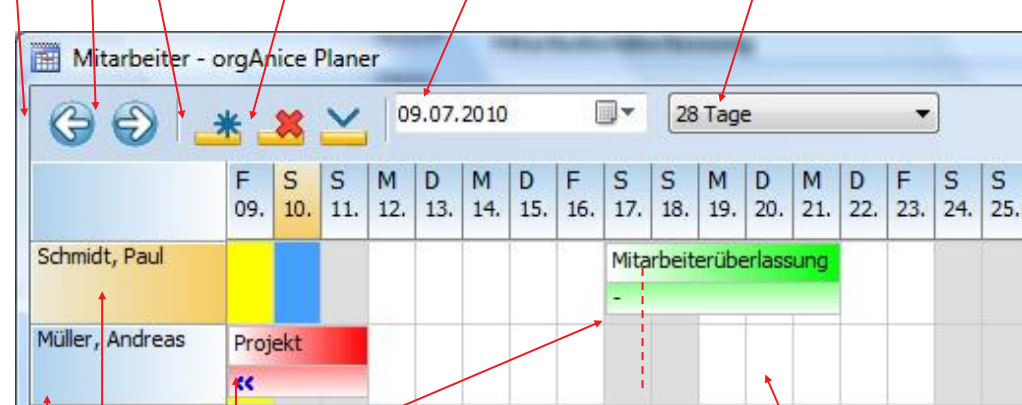 Mitarbeiter - orgAnice Planer
09.07.2010 28 Tage
F S S M D M D F S S M D M D F S S
09. 10. 11. 12. 13. 14. 15. 16. 17. 18. 19. 20. 21. 22. 23. 24. 25.
Schmidt, Paul Mitarbeiterüberlassung
-
Müller, Andreas Projekt
«